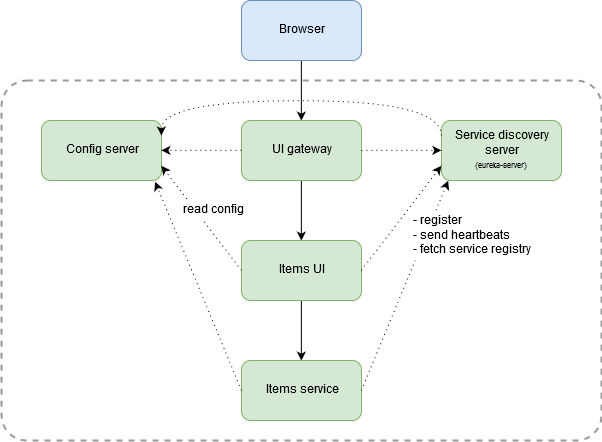 Browser
Config server
UI gateway
Service discovery
server
(eureka-server)
read config
- register
- send heartbeats
- fetch service registry
Items UI
Items service